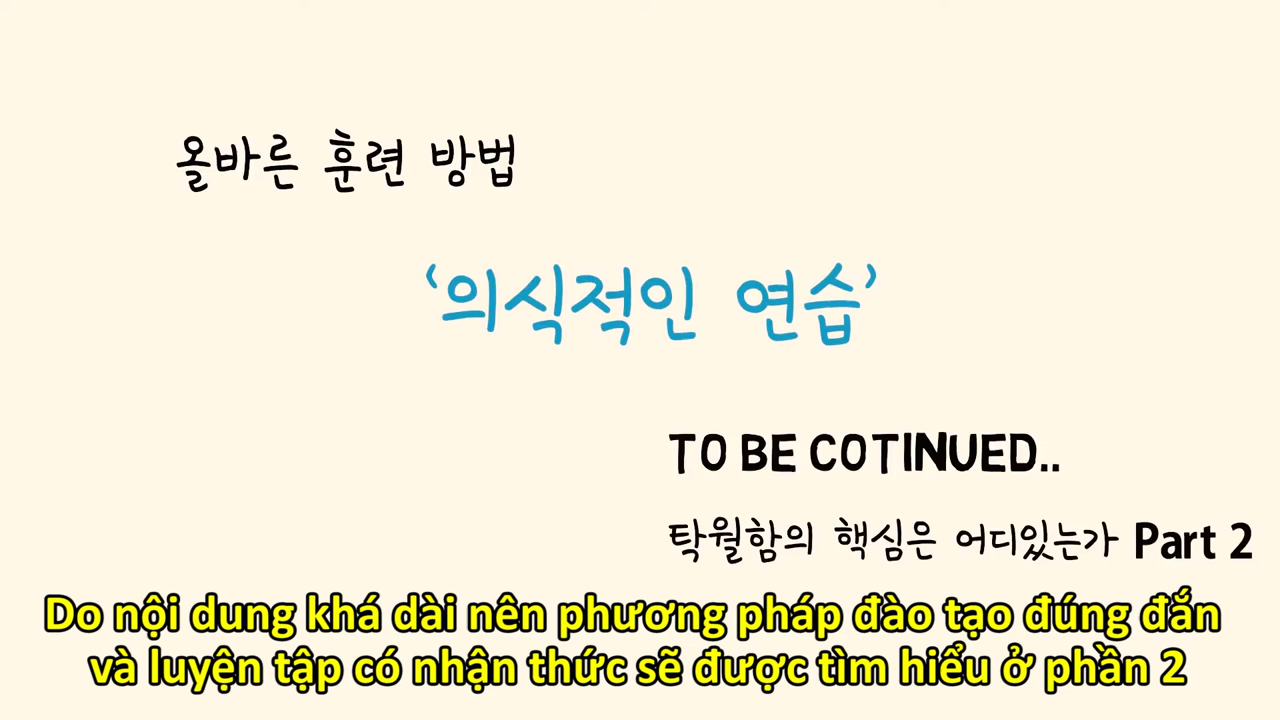 올바른 훈련 방법
‘의식적인 연습’
TO BE COTINUED..
탁월함의 핵심은 어디있는가 Part 2
Do nội dung khá dài nên phương pháp đào tạo đúng đắn
và luyện tập có nhận thức sẽ được tìm hiểu ở phần 2